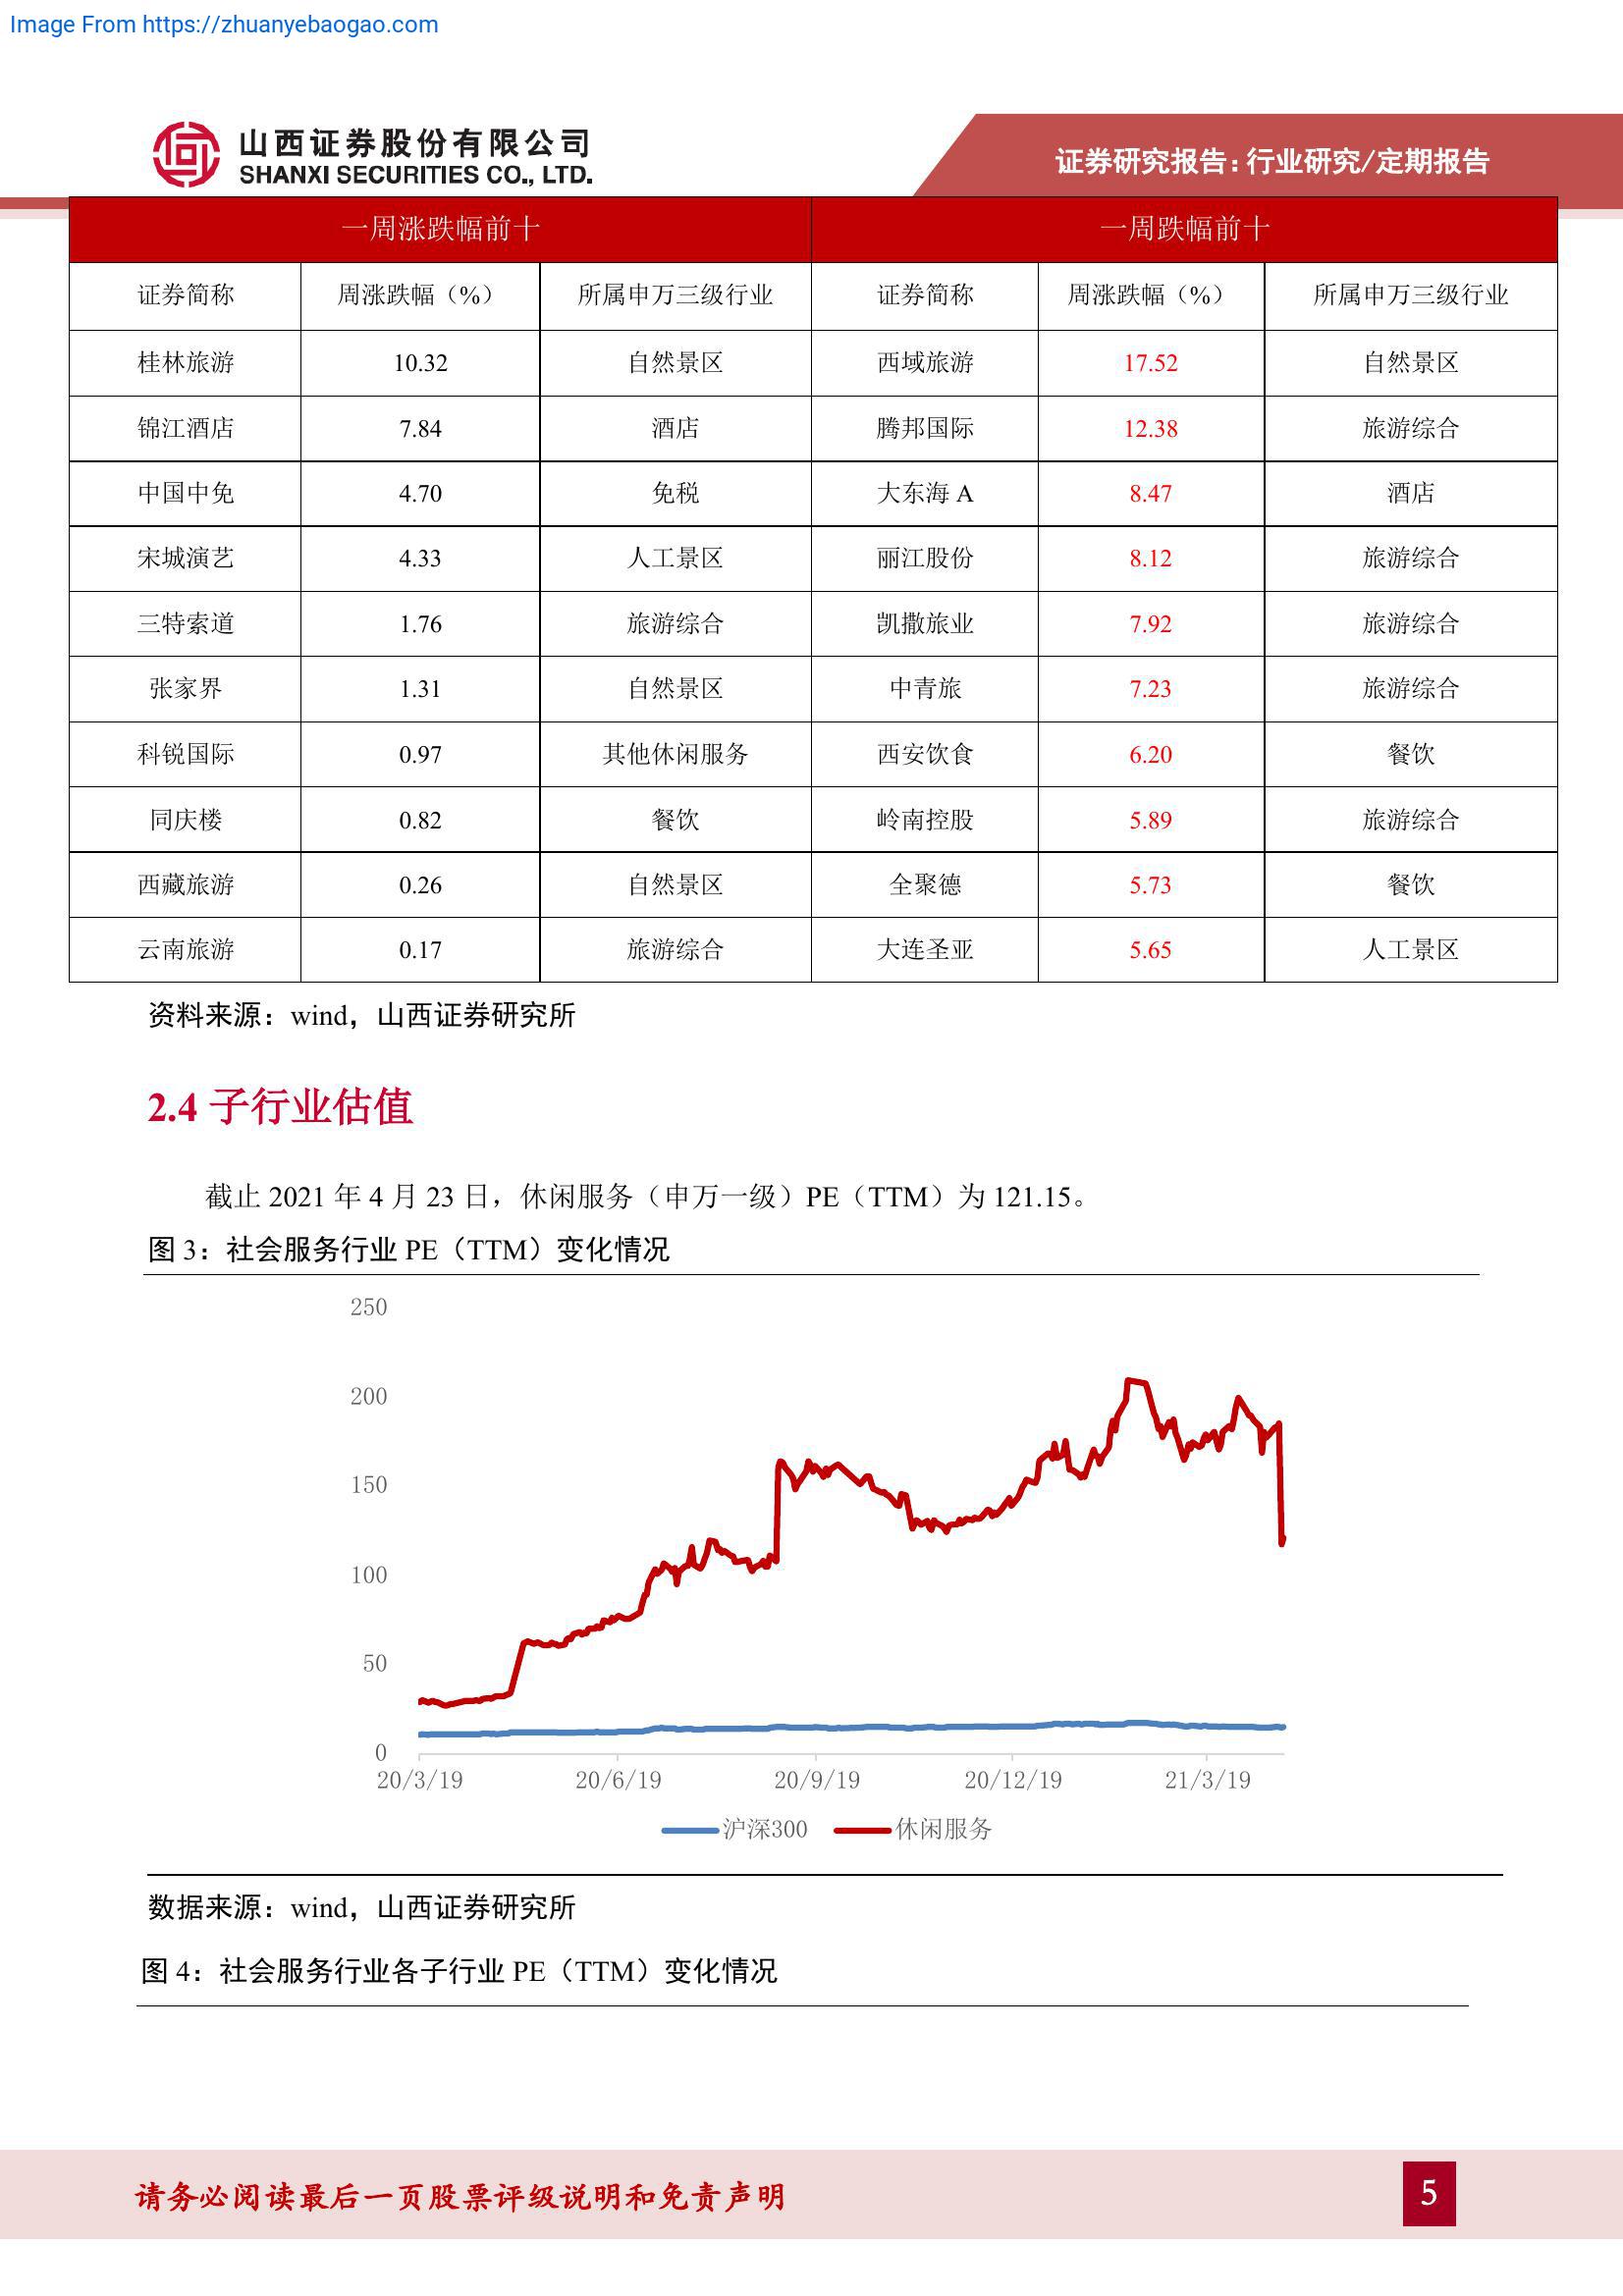 Image From https://zhuanyebaogao.com
山西证券股份有限公司
SHANXI SECURITIES CO., LTD.
证券研究报告:行业研究/定期报告
一周涨跌幅前十 一周跌幅前十
证券简称 周涨跌幅（%） 所属申万三级行业 证券简称 周涨跌幅（%） 所属申万三级行业
桂林旅游 10.32 自然景区 西域旅游 17.52 自然景区
锦江酒店 7.84 酒店 腾邦国际 12.38 旅游综合
中国中免 4.70 免税 大东海 A 8.47 酒店
宋城演艺 4.33 人工景区 丽江股份 8.12 旅游综合
三特索道 1.76 旅游综合 凯撒旅业 7.92 旅游综合
张家界 1.31 自然景区 中青旅 7.23 旅游综合
科锐国际 0.97 其他休闲服务 西安饮食 6.20 餐饮
同庆楼 0.82 餐饮 岭南控股 5.89 旅游综合
西藏旅游 0.26 自然景区 全聚德 5.73 餐饮
云南旅游 0.17 旅游综合 大连圣亚 5.65 人工景区
资料来源：wind，山西证券研究所
2.4 子行业估值
截止 2021 年 4 月 23 日，休闲服务（申万一级）PE（TTM）为 121.15。
图 3：社会服务行业 PE（TTM）变化情况
250
200
150
100
50
0
20/3/19 20/6/19 20/9/19 20/12/19 21/3/19
沪深300 休闲服务
数据来源：wind，山西证券研究所
图 4：社会服务行业各子行业 PE（TTM）变化情况
请务必阅读最后一页股票评级说明和免责声明
5